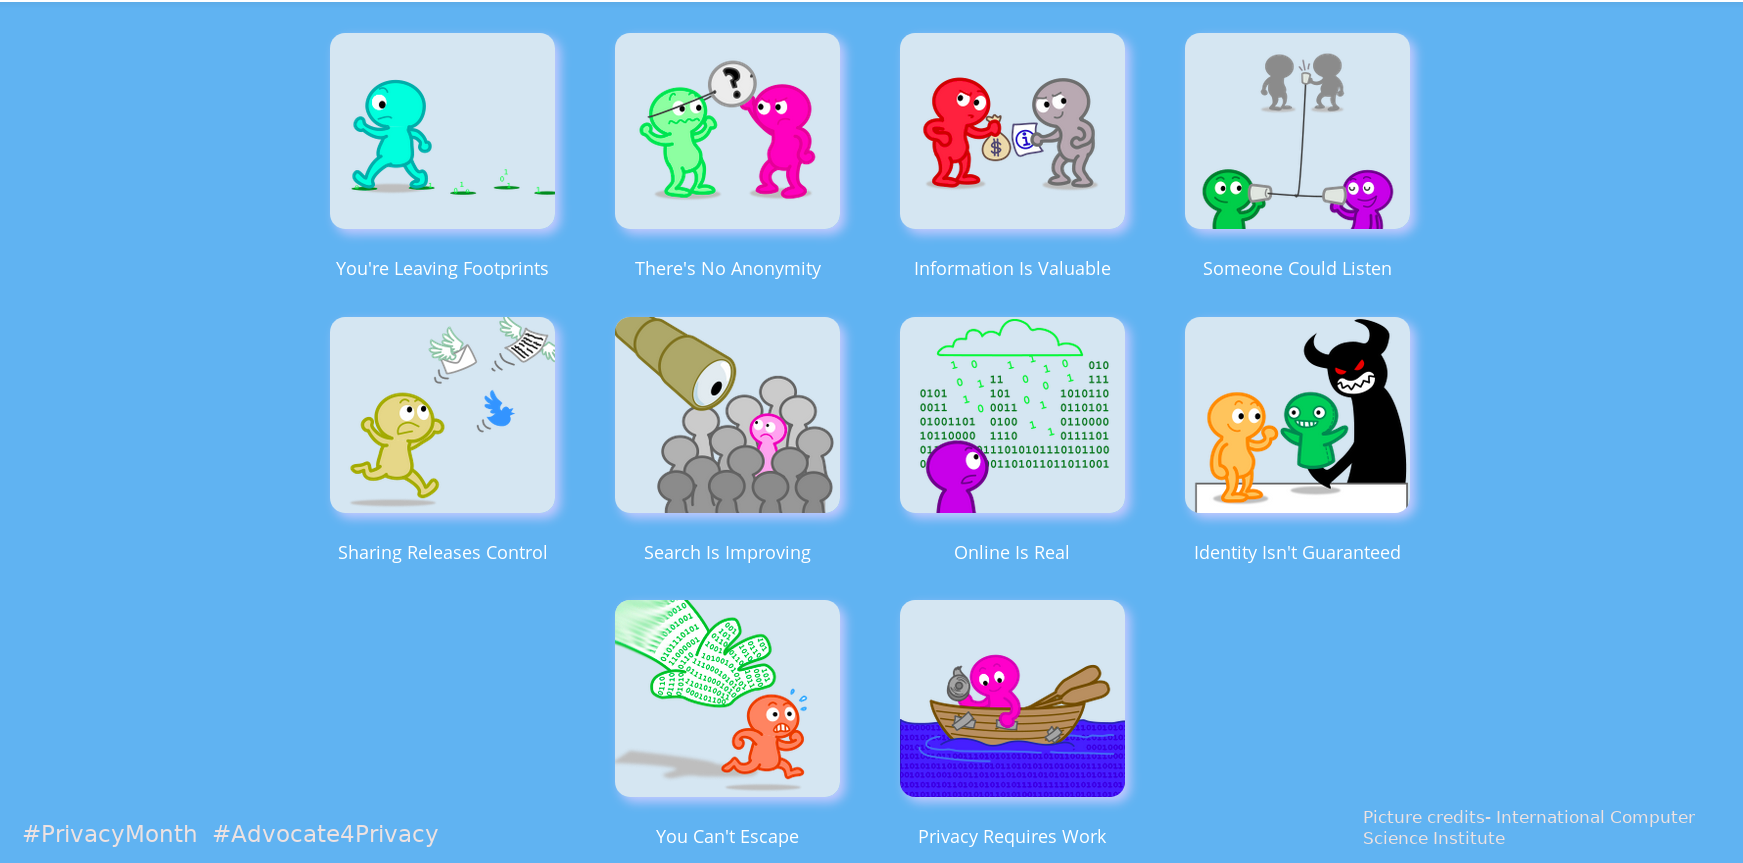 You're Leaving Footprints
There's No Anonymity
Information Is Valuable
Someone Could Listen
Sharing Releases Control
Search Is Improving
Online Is Real
Identity Isn't Guaranteed
You Can't Escape
Privacy Requires Work
#PrivacyMonth #Advocate4Privacy
Picture credits- International Computer
Science Institute